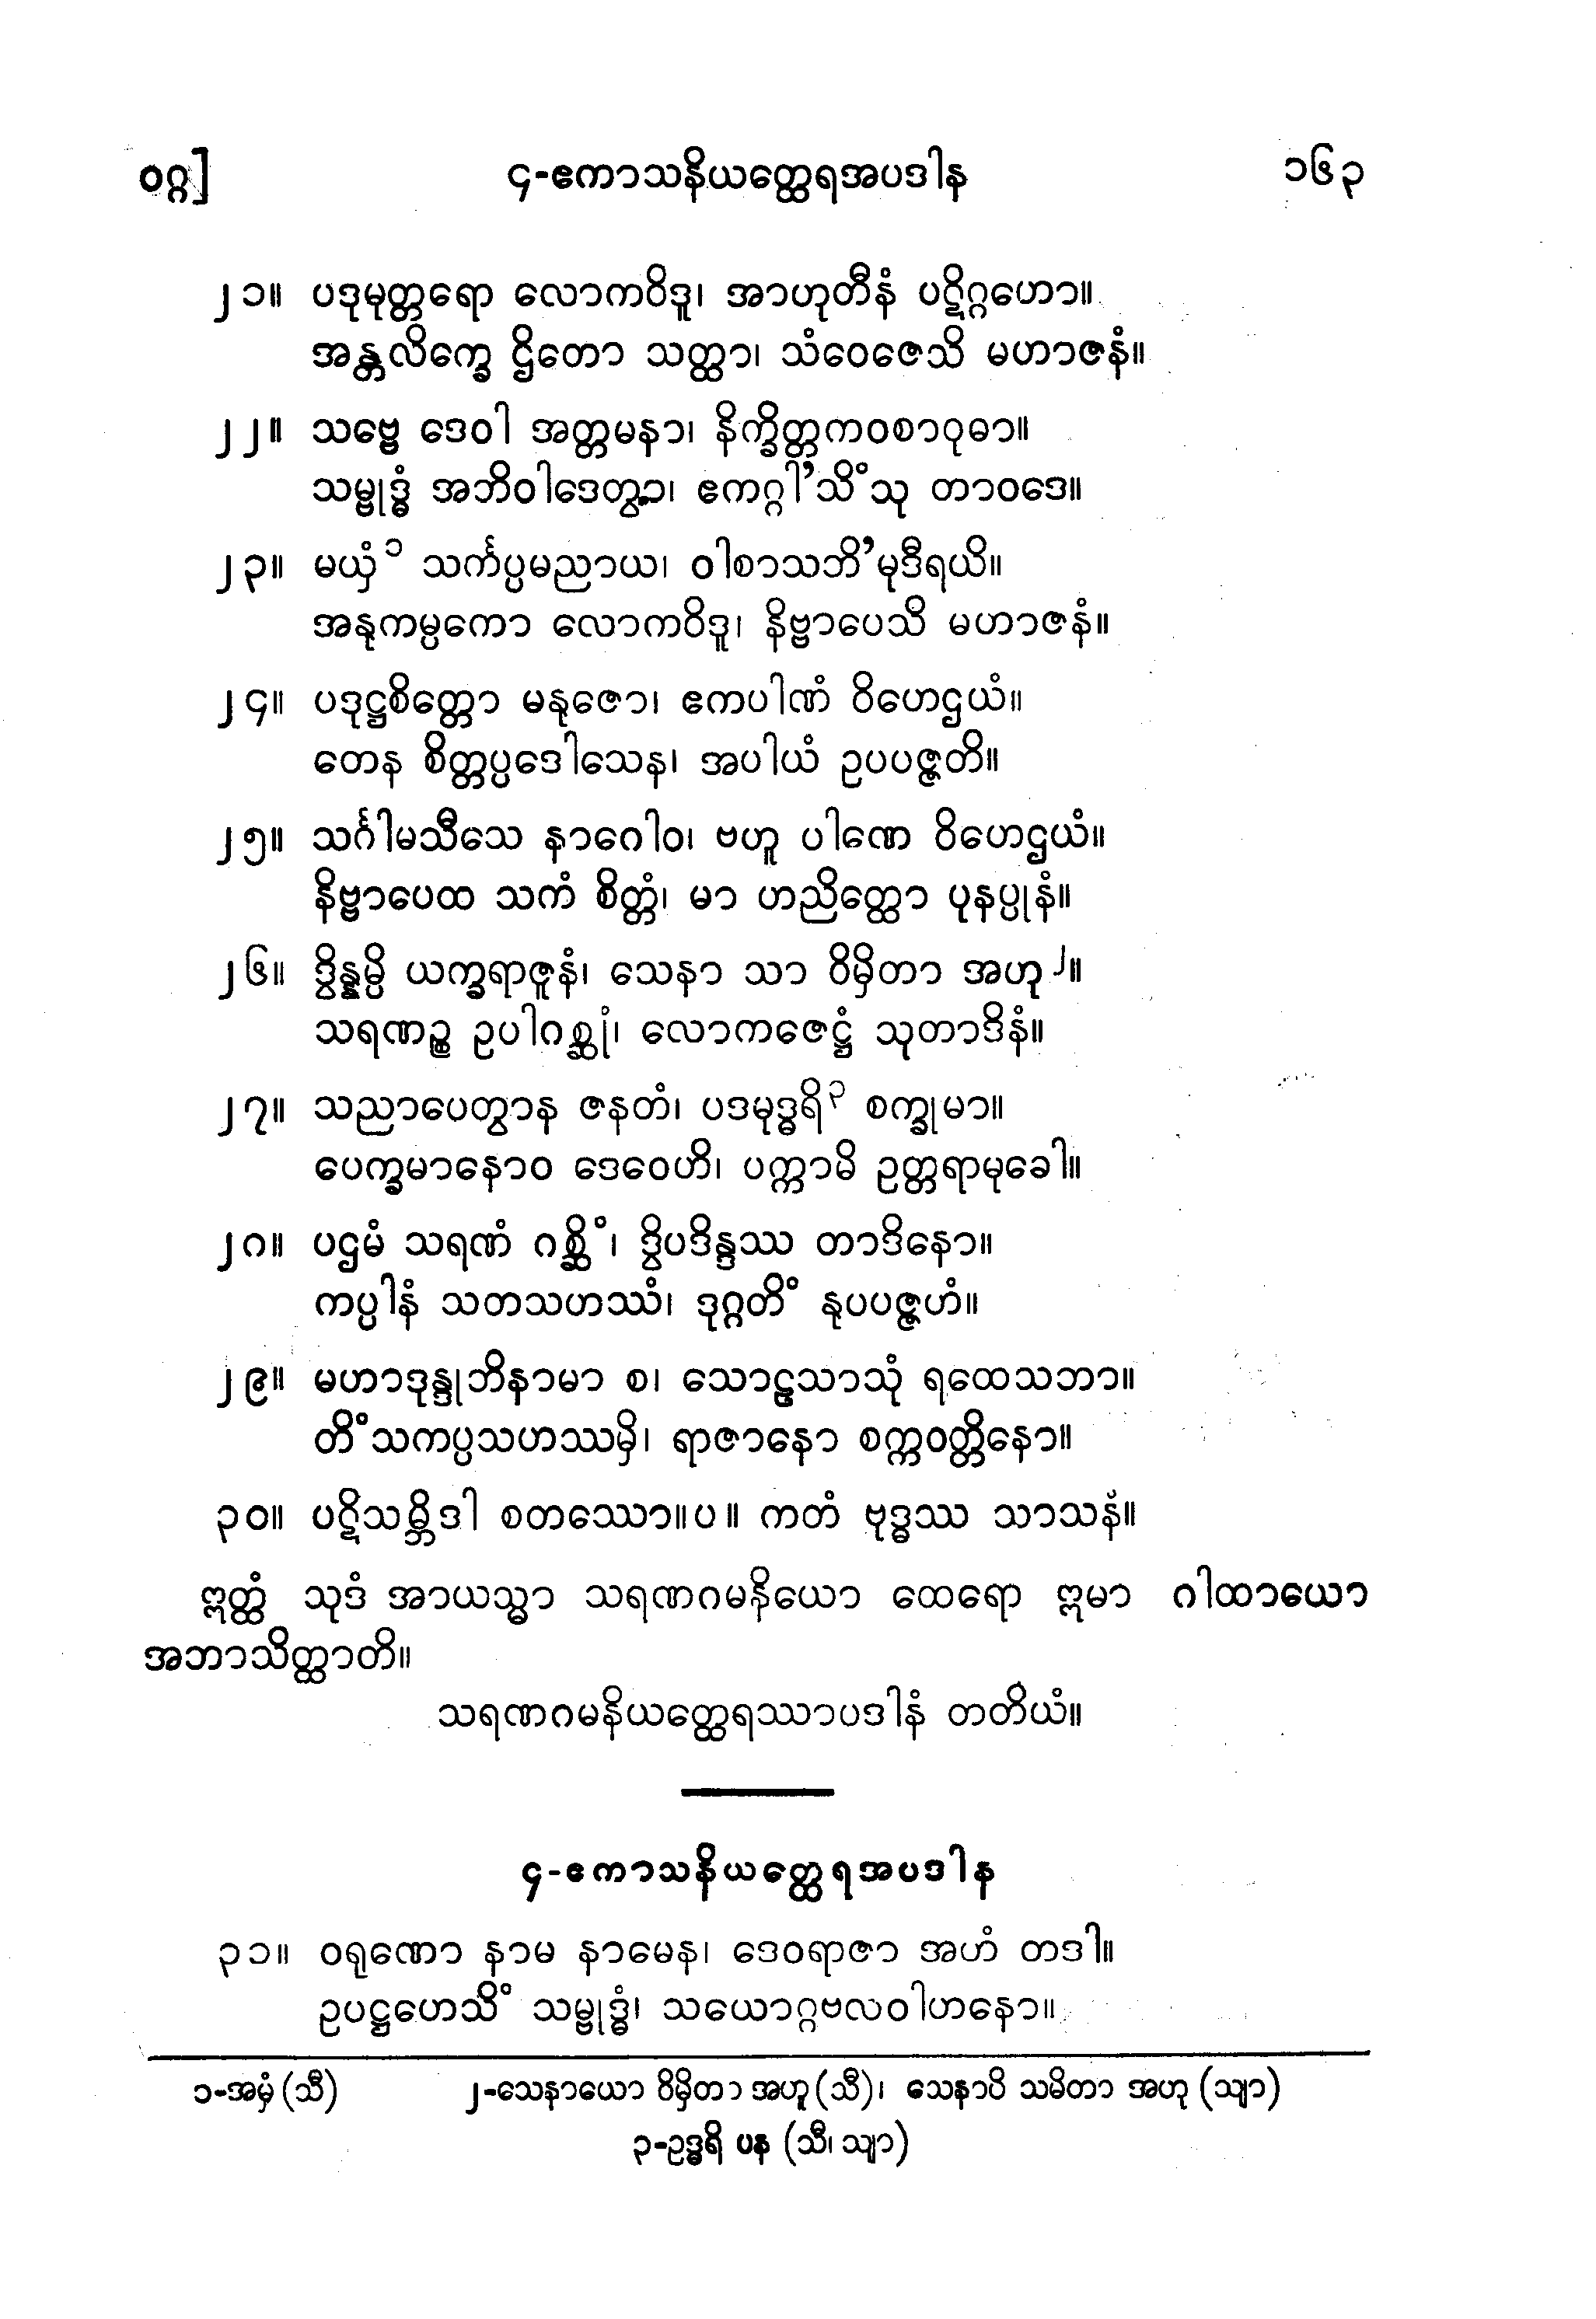 ဝဂ္ဂ]
၄-ဧကာသနိယတ္ထေရအပဒါန
၁၆၃
၂၁။ ပဒုမုတ္တရော လောကဝိဒူ၊ အာဟုတီနံ ပဋိဂ္ဂဟော။
အန္တလိက္ခေ ဌိတော သတ္ထာ၊ သံဝေဇေသိ မဟာဇနံ။
၂၂။ သဗ္ဗေ ဒေဝါ အတ္တမနာ၊ နိက္ခိတ္တကဝစာဝုဓာ။
သမ္ဗုဒ္ဓံ အဘိဝါဒေတွာ၊ ဧကဂ္ဂါ’သိံသု တာဝဒေ။
၂၃။ မယှံ၁ သင်္ကပ္ပမညာယ၊ ဝါစာသဘိ’မုဒီရယိ။
အနုကမ္ပကော လောကဝိဒူ၊ နိဗ္ဗာပေသိ မဟာဇနံ။
၂၄။ ပဒုဋ္ဌစိတ္တော မနုဇော၊ ဧကပါဏံ ဝိဟေဌယံ။
တေန စိတ္တပ္ပဒေါသေန၊ အပါယံ ဥပပဇ္ဇတိ။
၂၅။ သင်္ဂါမသီသေ နာဂေါဝ၊ ဗဟူ ပါဏေ ဝိဟေဌယံ။
နိဗ္ဗာပေထ သကံ စိတ္တံ၊ မာ ဟညိတ္ထော ပုနပ္ပုနံ။
၂၆။ ဒွိန္နမ္ပိ ယက္ခရာဇူနံ၊ သေနာ သာ ဝိမှိတာ အဟု၂။
သရဏဉ္စ ဥပါဂစ္ဆုံ၊ လောကဇေဋ္ဌံ သုတာဒိနံ။
၂၇။ သညာပေတွာန ဇနတံ၊ ပဒမုဒ္ဓရိ၃ စက္ခုမာ။
ပေက္ခမာနောဝ ဒေဝေဟိ၊ ပက္ကာမိ ဥတ္တရာမုခေါ။
၂၈။ ပဌမံ သရဏံ ဂစ္ဆိံ၊ ဒွိပဒိန္ဒဿ တာဒိနော။
ကပ္ပါနံ သတသဟဿံ၊ ဒုဂ္ဂတိံ နုပပဇ္ဇဟံ။
၂၉။ မဟာဒုန္ဒုဘိနာမာ စ၊ သောဠသာသုံ ရထေသဘာ။
တိံသကပ္ပသဟဿမှိ၊ ရာဇာနော စက္ကဝတ္တိနော။
၃၀။ ပဋိသမ္ဘိဒါ စတဿော။ပ။ ကတံ ဗုဒ္ဓဿ သာသနံ။
ဣတ္ထံ သုဒံ အာယသ္မာ သရဏဂမနိယော ထေရော ဣမာ ဂါထာယော
အဘာသိတ္ထာတိ။
သရဏဂမနိယတ္ထေရဿာပဒါနံ တတိယံ။
၄-ဧကာသနိယတ္ထေရအပဒါန
၃၁။ ဝရုဏော နာမ နာမေန၊ ဒေဝရာဇာ အဟံ တဒါ။
ဥပဋ္ဌဟေသိံ သမ္ဗုဒ္ဓံ၊ သယောဂ္ဂဗလဝါဟနော။
၁-အမှံ (သီ) ၂-သေနာယော ဝိမှိတာ အဟူ (သီ)၊ သေနာပိ သမိတာ အဟု (သျာ)
၃-ဥဒ္ဓရိ ပန (သီ၊ သျာ)